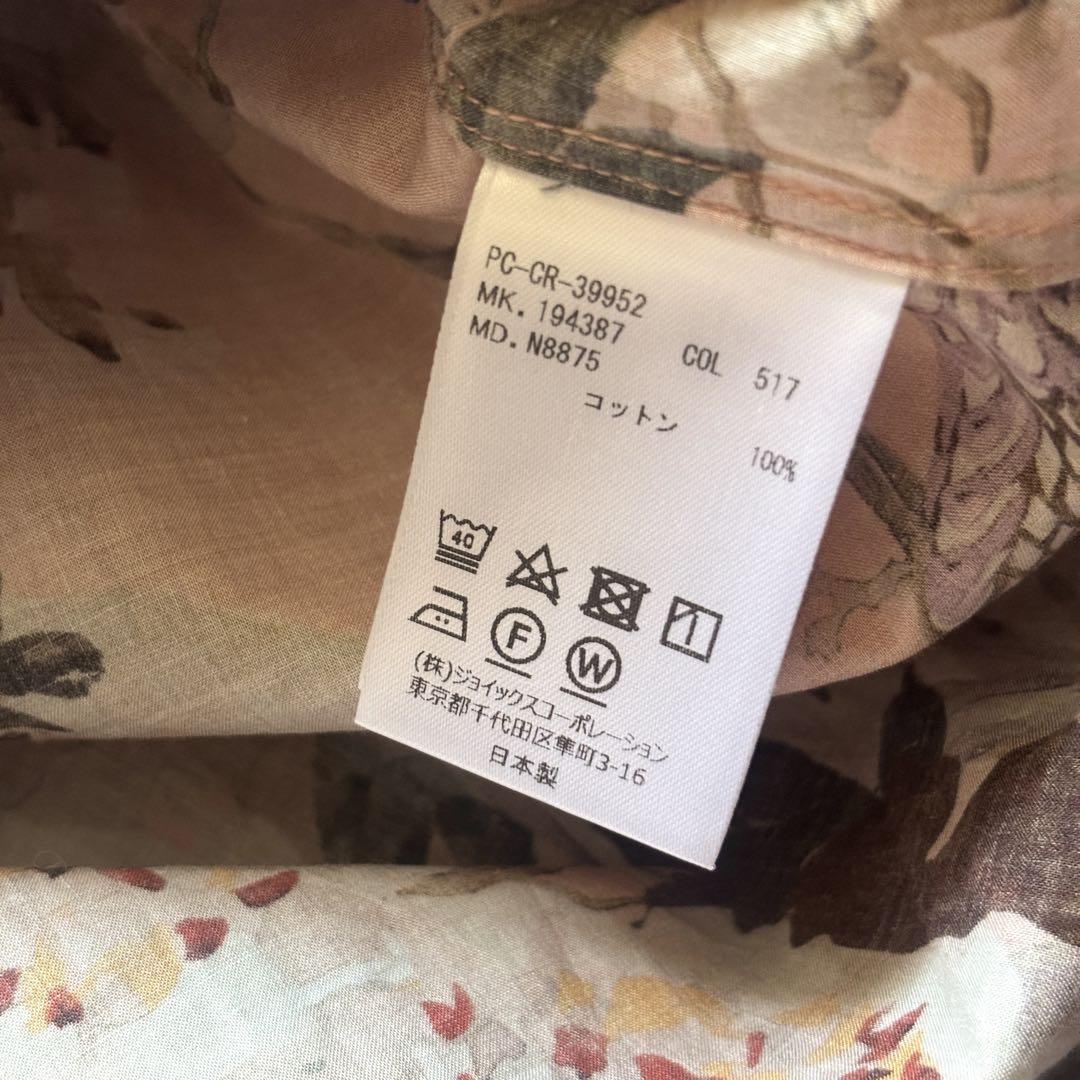 PC-CR-39952
MK. 194387
MD. N8875 COL 517
コットン 100%
40
F W
(株)ジョイックスコーポレーション
東京都千代田区隼町3-16
日本製